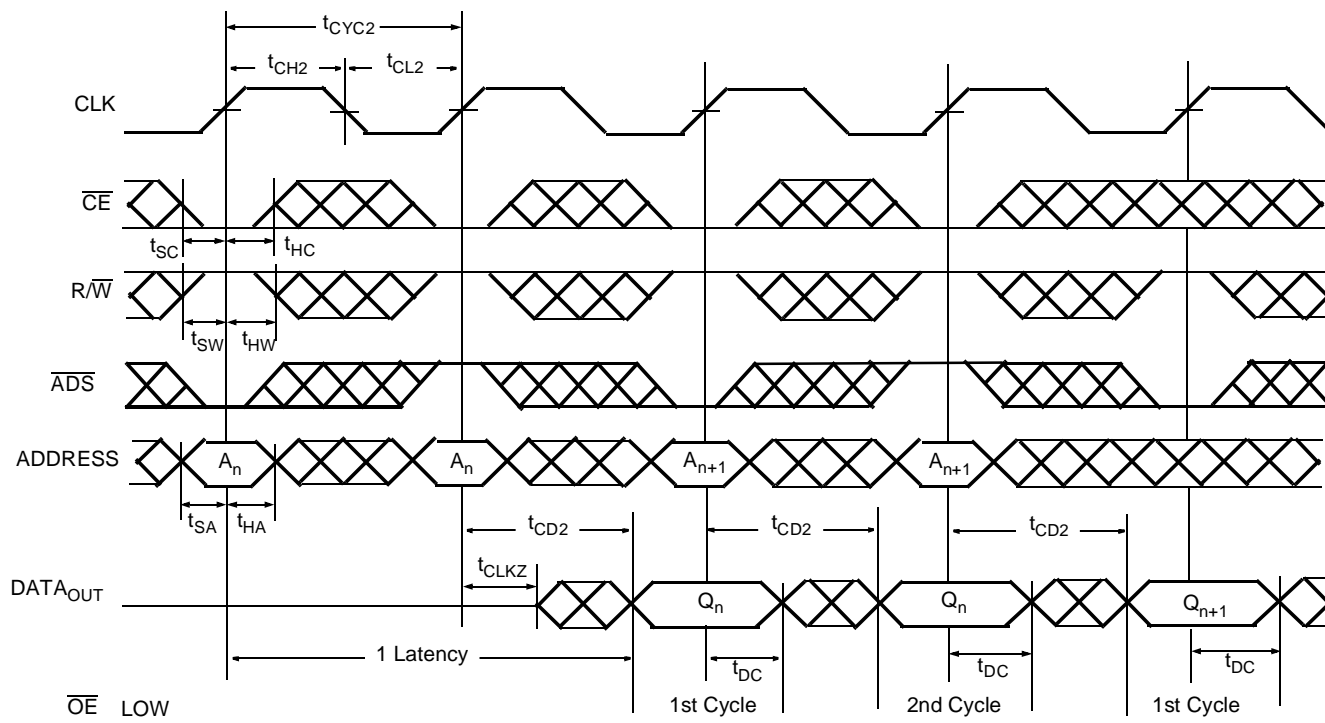 tCYC2
tCH2 tCL2
CLK
CE
tSC tHC
R/W
tSW tHW
ADS
ADDRESS An An An+1 An+1
tSA tHA tCD2 tCD2 tCD2
tCLKZ
DATAOUT Qn Qn Qn+1
1 Latency tDC tDC tDC
OE LOW 1st Cycle 2nd Cycle 1st Cycle